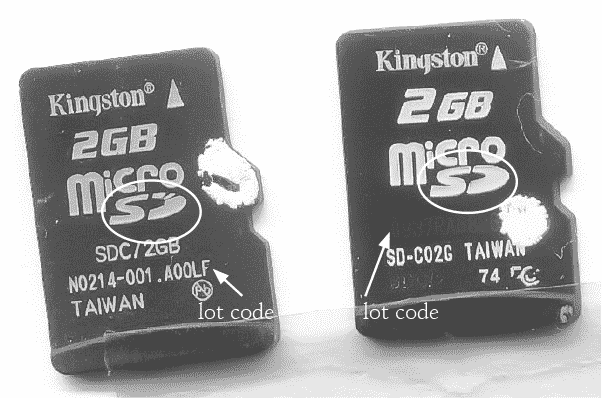 Kingston® 
2GB
micro
SD
SDC/2GB
N0214-001.A00LF
TAIWAN
lot code
Kingston®
2GB
micro
SD
SD-C02G TAIWAN
74
lot code